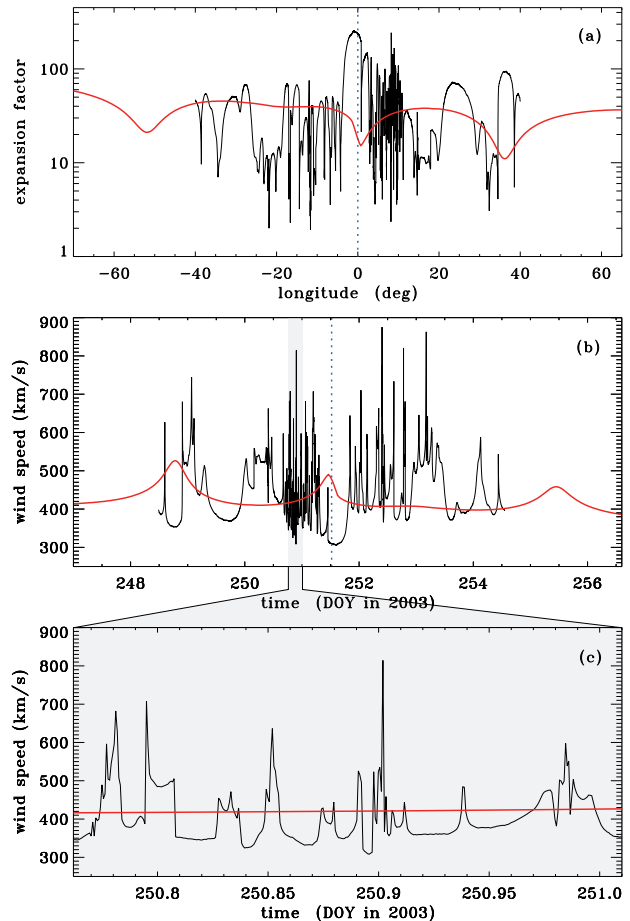 (a)
100
10
1
expansion factor
−60 −40 −20 0 20 40 60
longitude (deg)
(b)
900
800
700
600
500
400
300
wind speed (km/s)
248 250 252 254 256
time (DOY in 2003)
(c)
900
800
700
600
500
400
300
wind speed (km/s)
250.8 250.85 250.9 250.95 251.0
time (DOY in 2003)